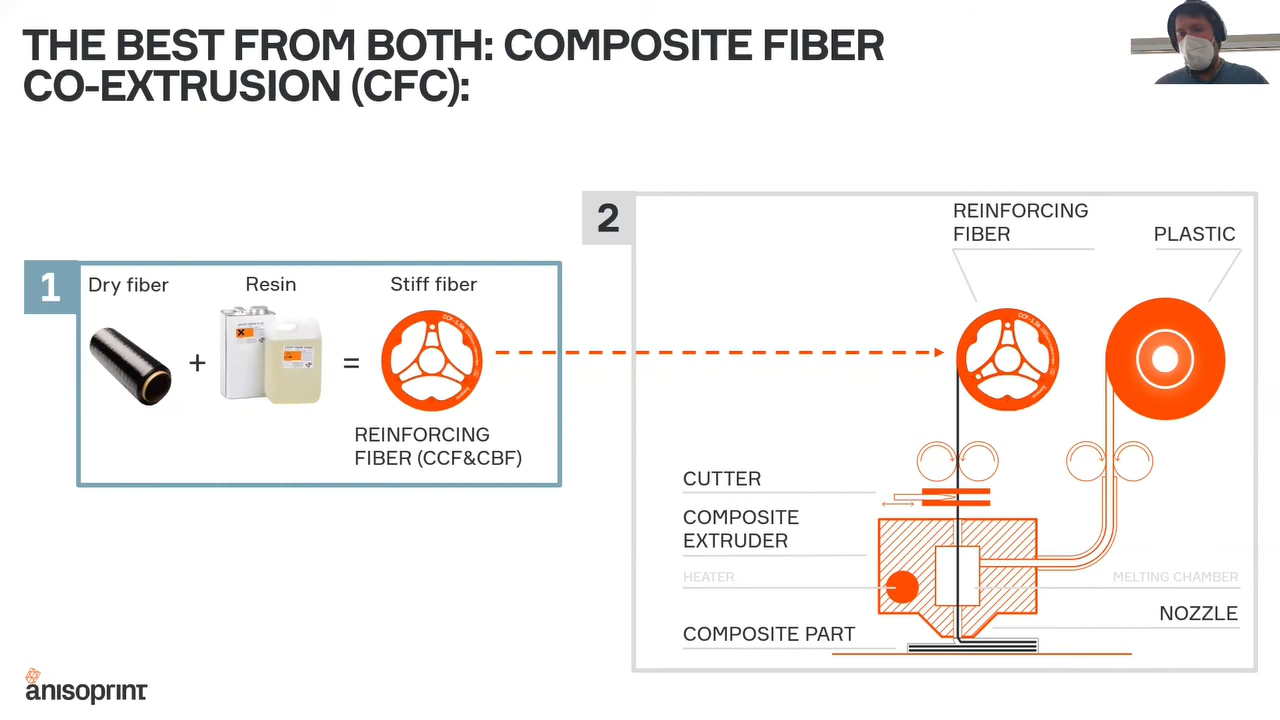 THE BEST FROM BOTH: COMPOSITE FIBER
CO-EXTRUSION (CFC):
1
Dry fiber
Resin
Stiff fiber
+
=
REINFORCING
FIBER (CCF&CBF)
2
REINFORCING
FIBER
PLASTIC
CUTTER
COMPOSITE
EXTRUDER
HEATER
MELTING CHAMBER
NOZZLE
COMPOSITE PART
anisoprint